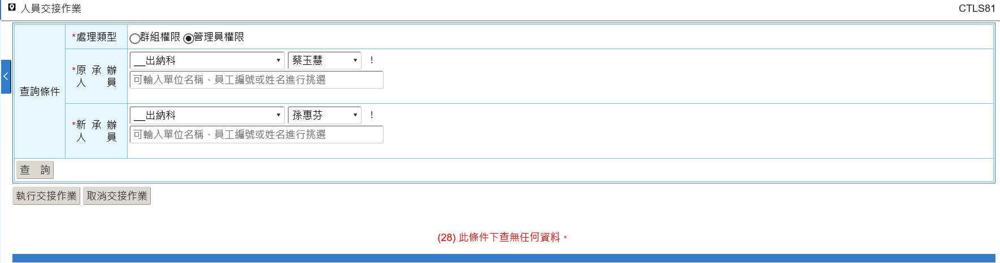 人員交接作業 CTLS81
*處理類型 群組權限 管理員權限
*原承辦人員 __出納科 蔡玉慧 !
可輸入單位名稱、員工編號或姓名進行挑選
查詢條件
*新承辦人員 __出納科 孫惠芬 !
可輸入單位名稱、員工編號或姓名進行挑選
查 詢
執行交接作業 取消交接作業
(28) 此條件下查無任何資料。